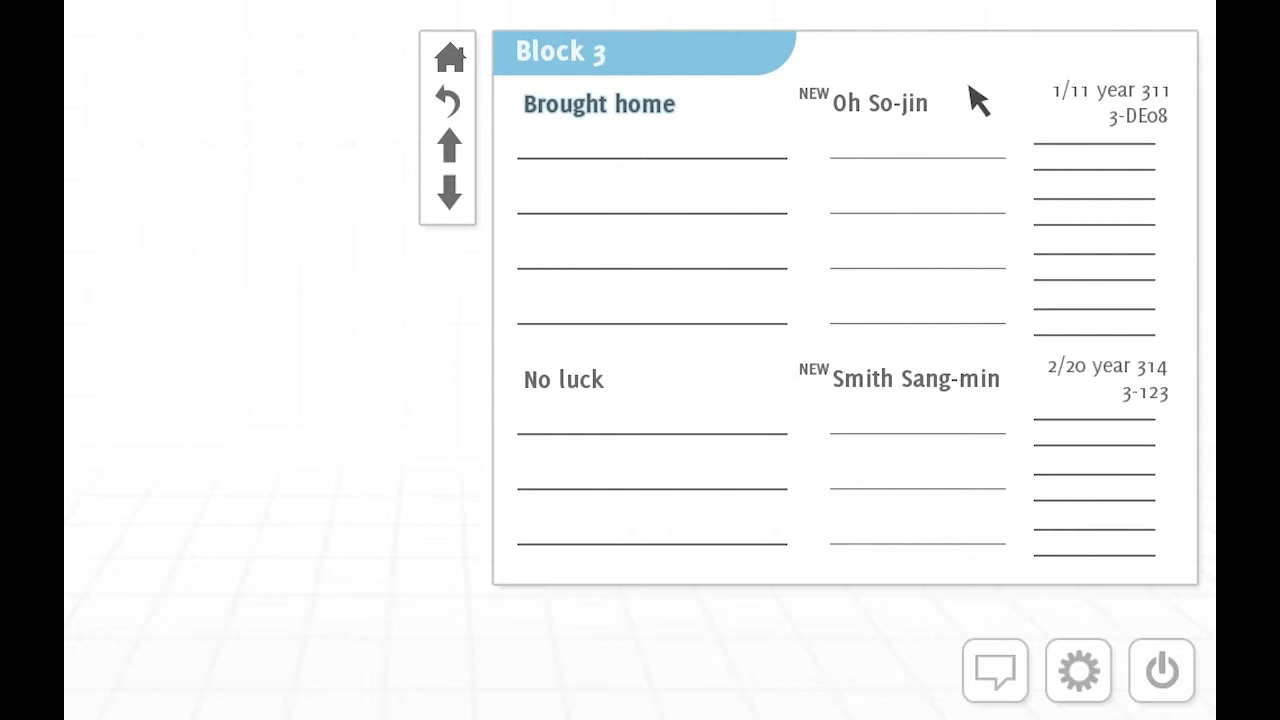 Block 3
Brought home
NEW Oh So-jin
1/11 year 311
3-DE08
No luck
NEW Smith Sang-min
2/20 year 314
3-123